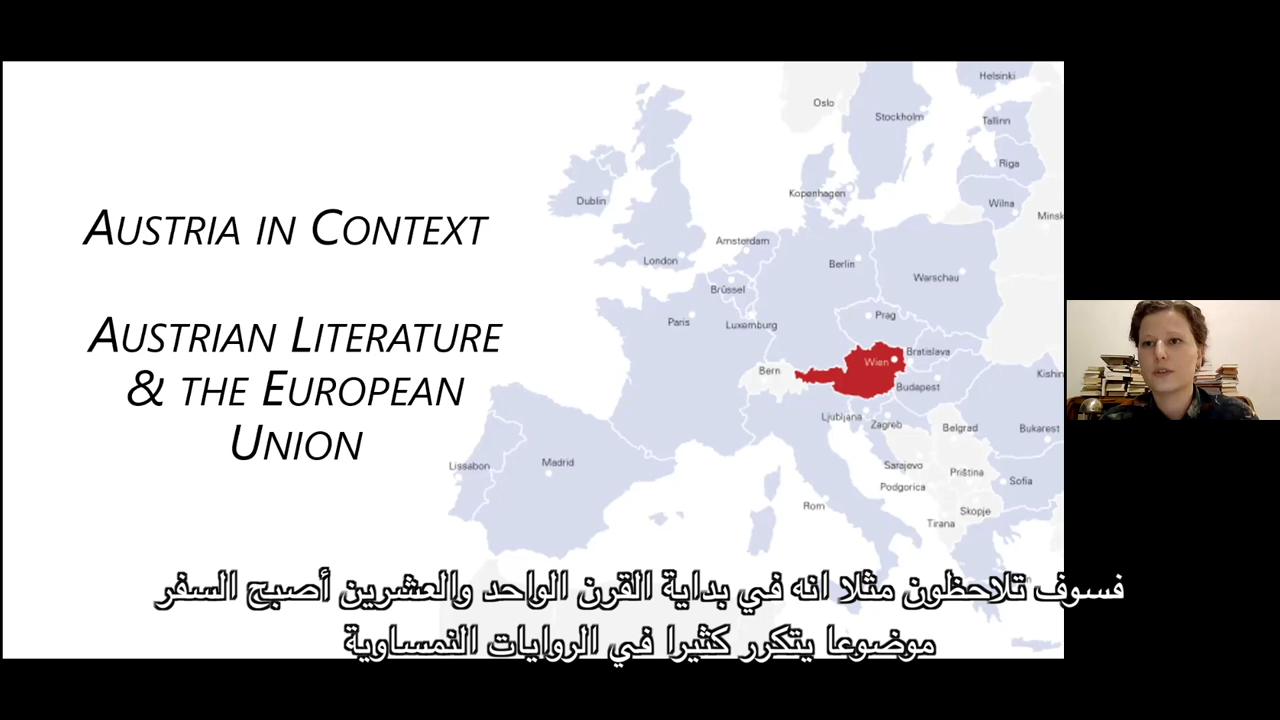 AUSTRIA IN CONTEXT
AUSTRIAN LITERATURE
& THE EUROPEAN
UNION
Helsinki
Oslo
Stockholm
Tallinn
Riga
Kopenhagen
Dublin
Wilna
Minsk
Amsterdam
London
Berlin
Warschau
Brüssel
Prag
Paris
Luxemburg
Bratislava
Wien
Bern
Kishin
Budapest
Ljubljana
Zagreb
Belgrad
Bukarest
Lissabon
Madrid
Sarajevo
Priština
Sofia
Podgorica
Rom
Skopje
Tirana
فسوف تلاحظون مثلا انه في بداية القرن الواحد والعشرين أصبح السفر
موضوعا يتكرر كثيرا في الروايات النمساوية